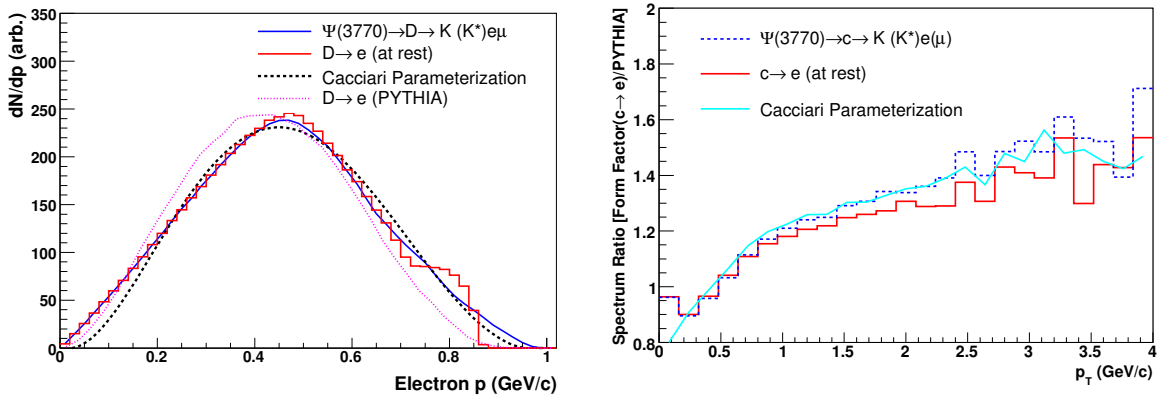 dN/dp (arb.)
350
300
250
200
150
100
50
0
Ψ(3770)→D→ K (K*)eμ
D→ e (at rest)
Cacciari Parameterization
D→ e (PYTHIA)
0 0.2 0.4 0.6 0.8 1
Electron p (GeV/c)
Spectrum Ratio [Form Factor(c→ e)/PYTHIA]
2
1.8
1.6
1.4
1.2
1
0.8
Ψ(3770)→c→ K (K*)e(μ)
c→ e (at rest)
Cacciari Parameterization
0 0.5 1 1.5 2 2.5 3 3.5 4
p_T (GeV/c)